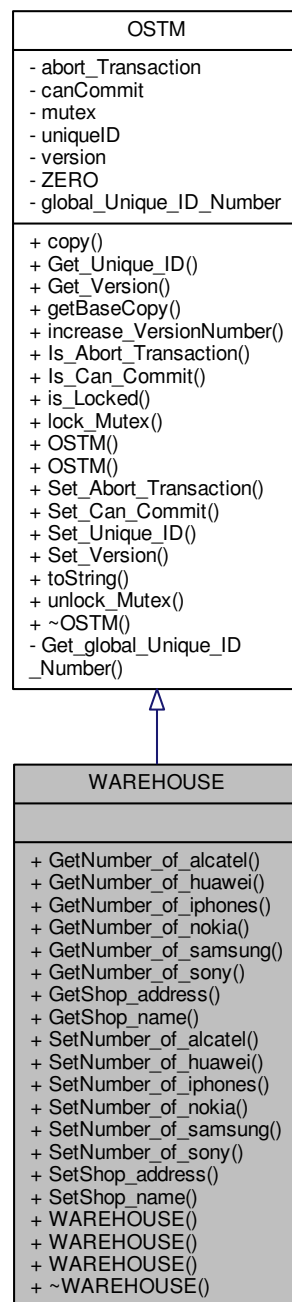 OSTM
- abort_Transaction
- canCommit
- mutex
- uniqueID
- version
- ZERO
- global_Unique_ID_Number
+ copy()
+ Get_Unique_ID()
+ Get_Version()
+ getBaseCopy()
+ increase_VersionNumber()
+ Is_Abort_Transaction()
+ Is_Can_Commit()
+ is_Locked()
+ lock_Mutex()
+ OSTM()
+ OSTM()
+ Set_Abort_Transaction()
+ Set_Can_Commit()
+ Set_Unique_ID()
+ Set_Version()
+ toString()
+ unlock_Mutex()
+ ~OSTM()
- Get_global_Unique_ID
_Number()
WAREHOUSE
+ GetNumber_of_alcatel()
+ GetNumber_of_huawei()
+ GetNumber_of_iphones()
+ GetNumber_of_nokia()
+ GetNumber_of_samsung()
+ GetNumber_of_sony()
+ GetShop_address()
+ GetShop_name()
+ SetNumber_of_alcatel()
+ SetNumber_of_huawei()
+ SetNumber_of_iphones()
+ SetNumber_of_nokia()
+ SetNumber_of_samsung()
+ SetNumber_of_sony()
+ SetShop_address()
+ SetShop_name()
+ WAREHOUSE()
+ WAREHOUSE()
+ WAREHOUSE()
+ ~WAREHOUSE()